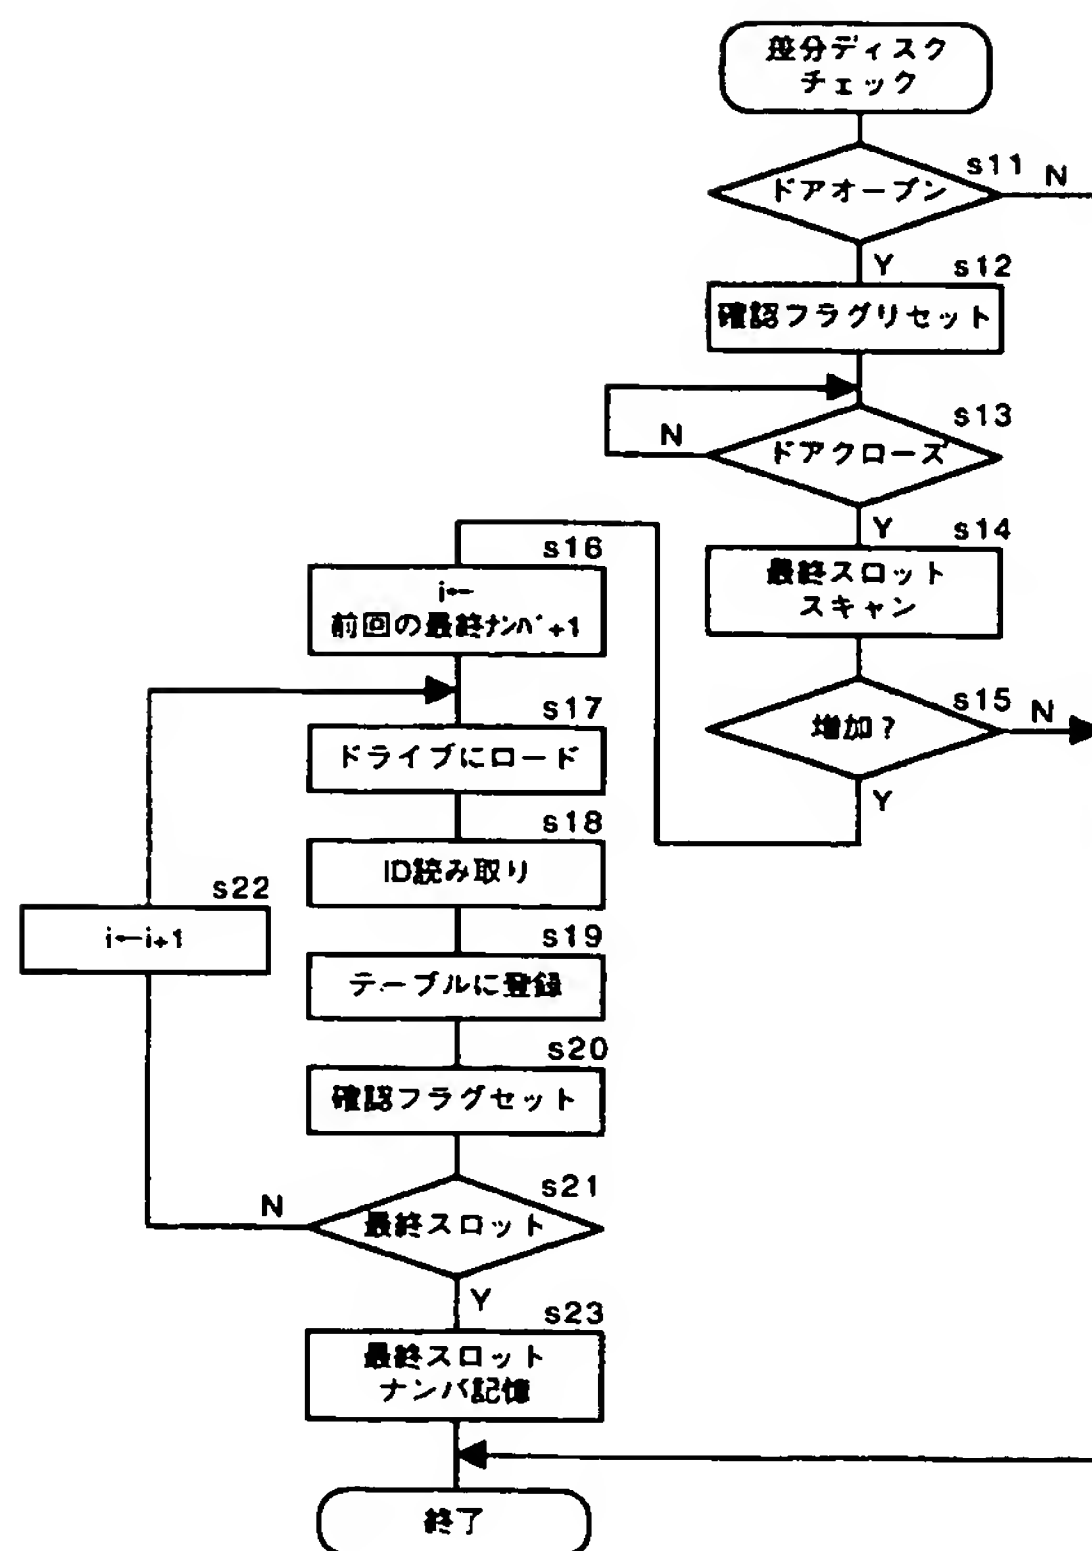 差分ディスク
チェック
s11
ドアオープン
N
Y
s12
確認フラグリセット
s13
N
ドアクローズ
Y
s14
最終スロット
スキャン
s15
増加?
N
Y
s16
i←
前回の最終ナンバ+1
s17
ドライブにロード
s18
ID読み取り
s19
テーブルに登録
s20
確認フラグセット
s21
最終スロット
N
s22
i←i+1
Y
s23
最終スロット
ナンバ記憶
終了